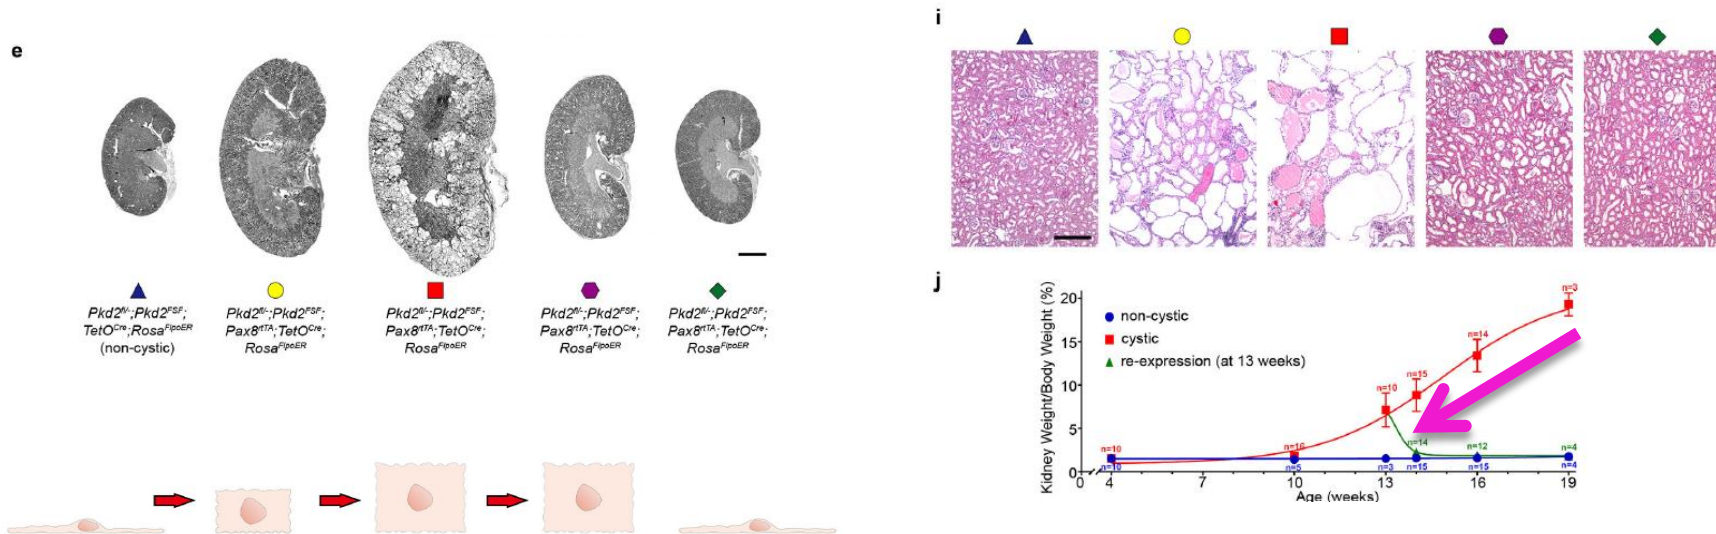 e
Pkd2fl/-;Pkd2FSF;
TetOCre;RosaFlpoER
(non-cystic)
Pkd2fl/-;Pkd2FSF;
Pax8rtTA;TetOCre;
RosaFlpoER
Pkd2fl/-;Pkd2FSF;
Pax8rtTA;TetOCre;
RosaFlpoER
Pkd2fl/-;Pkd2FSF;
Pax8rtTA;TetOCre;
RosaFlpoER
Pkd2fl/-;Pkd2FSF;
Pax8rtTA;TetOCre;
RosaFlpoER
i
j
Kidney Weight/Body Weight (%)
20
15
10
5
0
non-cystic
cystic
re-expression (at 13 weeks)
n=10
n=16
n=10
n=15
n=14
n=3
n=14
n=12
n=4
n=10
n=5
n=3
n=15
n=15
n=4
0 4 7 10 13 16 19
Age (weeks)